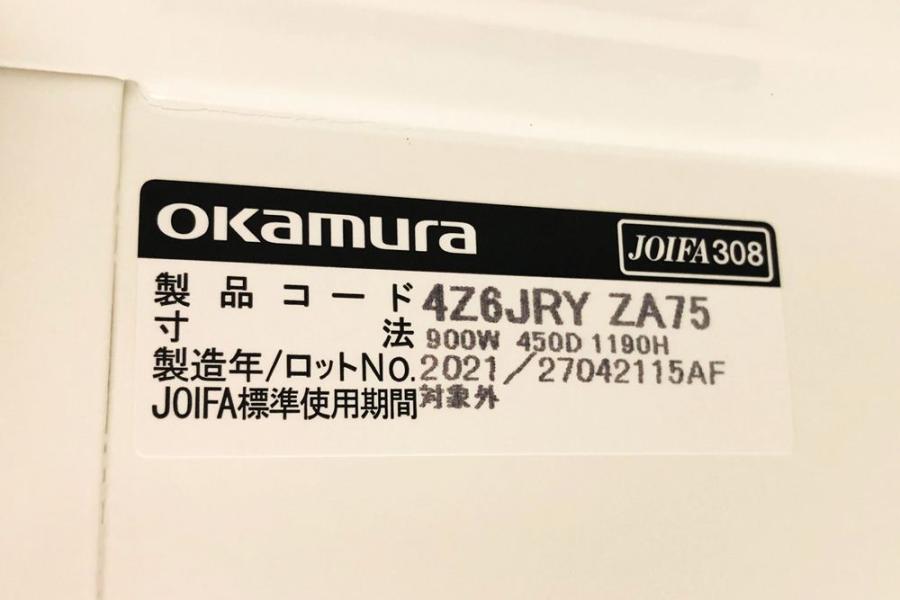 okamura JOIFA308
製品コード 4Z6JRY ZA75
寸法 900W 450D 1190H
製造年/ロットNo. 2021/27042115AF
JOIFA標準使用期間 対象外